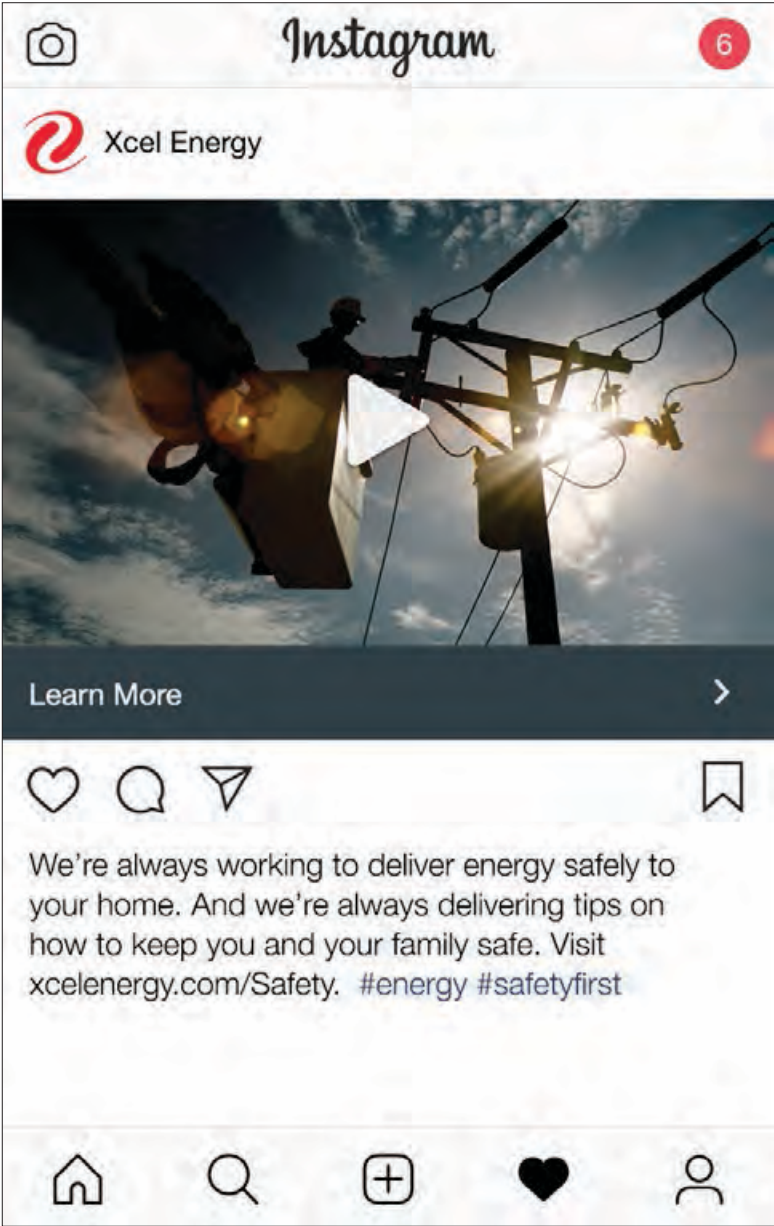 Instagram
6
Xcel Energy
Learn More
We’re always working to deliver energy safely to
your home. And we’re always delivering tips on
how to keep you and your family safe. Visit
xcelenergy.com/Safety.  #energy #safetyfirst